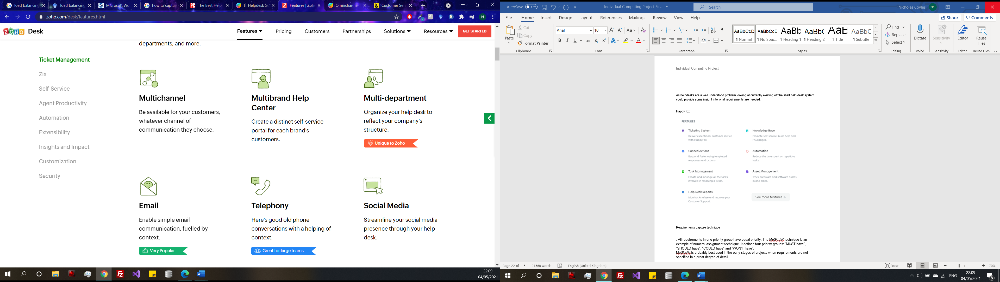 load balancing
load balancing
Microsoft Wor
how to captur
The Best Help
IT Helpdesk So
Features | Zoh
Omnichannel
Customer Serv
zoho.com/desk/features.html
ZOHO Desk
Features
Pricing
Customers
Partnerships
Solutions
Resources
GET STARTED
departments, and more.
Ticket Management
Zia
Self-Service
Agent Productivity
Automation
Extensibility
Insights and Impact
Customization
Security
Multichannel
Be available for your customers,
whatever channel of
communication they choose.
Multibrand Help
Center
Create a distinct self-service
portal for each brand's
customers.
Multi-department
Organize your help desk to
reflect your company's
structure.
Unique to Zoho
Email
Enable simple email
communication, fuelled by
context.
Very Popular
Telephony
Here's good old phone
conversations with a helping of
context.
Great for large teams
Social Media
Streamline your social media
presence through your help
desk.
22:09
04/05/2021
AutoSave Off
Individual Computing Project Final
Search
Nicholas Coyles NC
File Home Insert Design Layout References Mailings Review View Help
Share Comments
Paste
Cut
Copy
Format Painter
Clipboard
Arial 10
Font
Paragraph
AaBbCcD AaBbCcD AaBb AaBb( AaB AaBbC
Normal
No Spac...
Heading 1
Heading 2
Title
Subtitle
Styles
Find
Replace
Select
Editing
Dictate
Voice
Sensitivity
Sensitivity
Editor
Editor
Reuse
Files
Reuse Files
Individual Computing Project
As helpdesks are a well understood problem looking at currently existing off the shelf help desk system
could provide some insight into what requirements are needed.
Happy fox
FEATURES
Ticketing System
Deliver exceptional customer service
with HappyFox.
Knowledge Base
Promote self-service; build help and
FAQ pages.
Canned Actions
Respond faster using templated
responses and actions.
Automation
Reduce the time spent on repetitive
tasks.
Task Management
Create and manage all the tasks
involved in resolving a ticket.
Asset Management
Track hardware and software assets
in one place.
Help Desk Reports
Monitor, Analyze and Improve your
Customer Support.
See more features →
Requirements capture technique
. All requirements in one priority group have equal priority. The MoSCoW technique is an
example of numeral assignment technique. It defines four priority groups: "MUST have",
"SHOULD have", "COULD have" and "WON'T have".
MoSCoW is probably best used in the early stages of projects when requirements are not
specified in a great degree of detail.
Page 22 of 115
21568 words
English (United Kingdom)
Focus
70%
ENG
22:09
04/05/2021
8